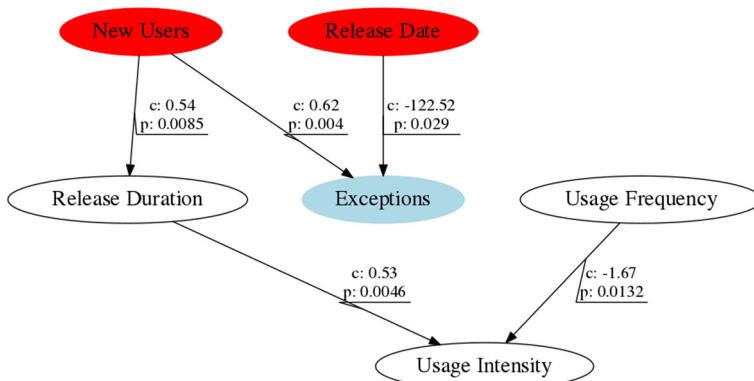 New Users
Release Date
c: 0.54
p: 0.0085
c: 0.62
p: 0.004
c: -122.52
p: 0.029
Release Duration
Exceptions
Usage Frequency
c: 0.53
p: 0.0046
c: -1.67
p: 0.0132
Usage Intensity